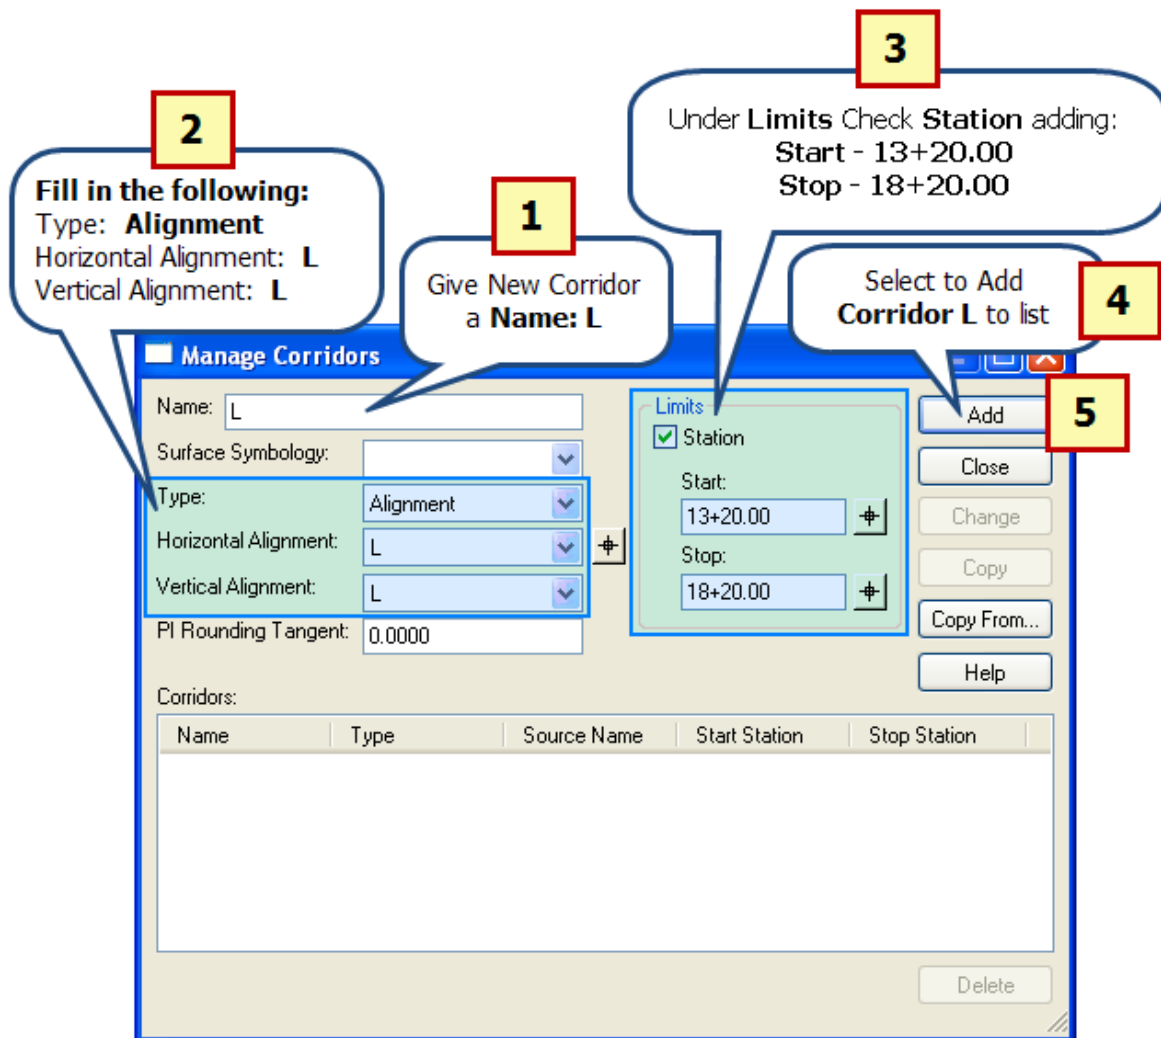 3
Under Limits Check Station adding:
Start - 13+20.00
Stop - 18+20.00
2
Fill in the following:
Type: Alignment
Horizontal Alignment: L
Vertical Alignment: L
1
Give New Corridor
a Name: L
4
Select to Add
Corridor L to list
Manage Corridors
Name: L
Surface Symbology:
Type: Alignment
Horizontal Alignment: L
Vertical Alignment: L
PI Rounding Tangent: 0.0000
Limits
Station
Start:
13+20.00
Stop:
18+20.00
Add
5
Close
Change
Copy
Copy From...
Help
Corridors:
Name Type Source Name Start Station Stop Station
Delete